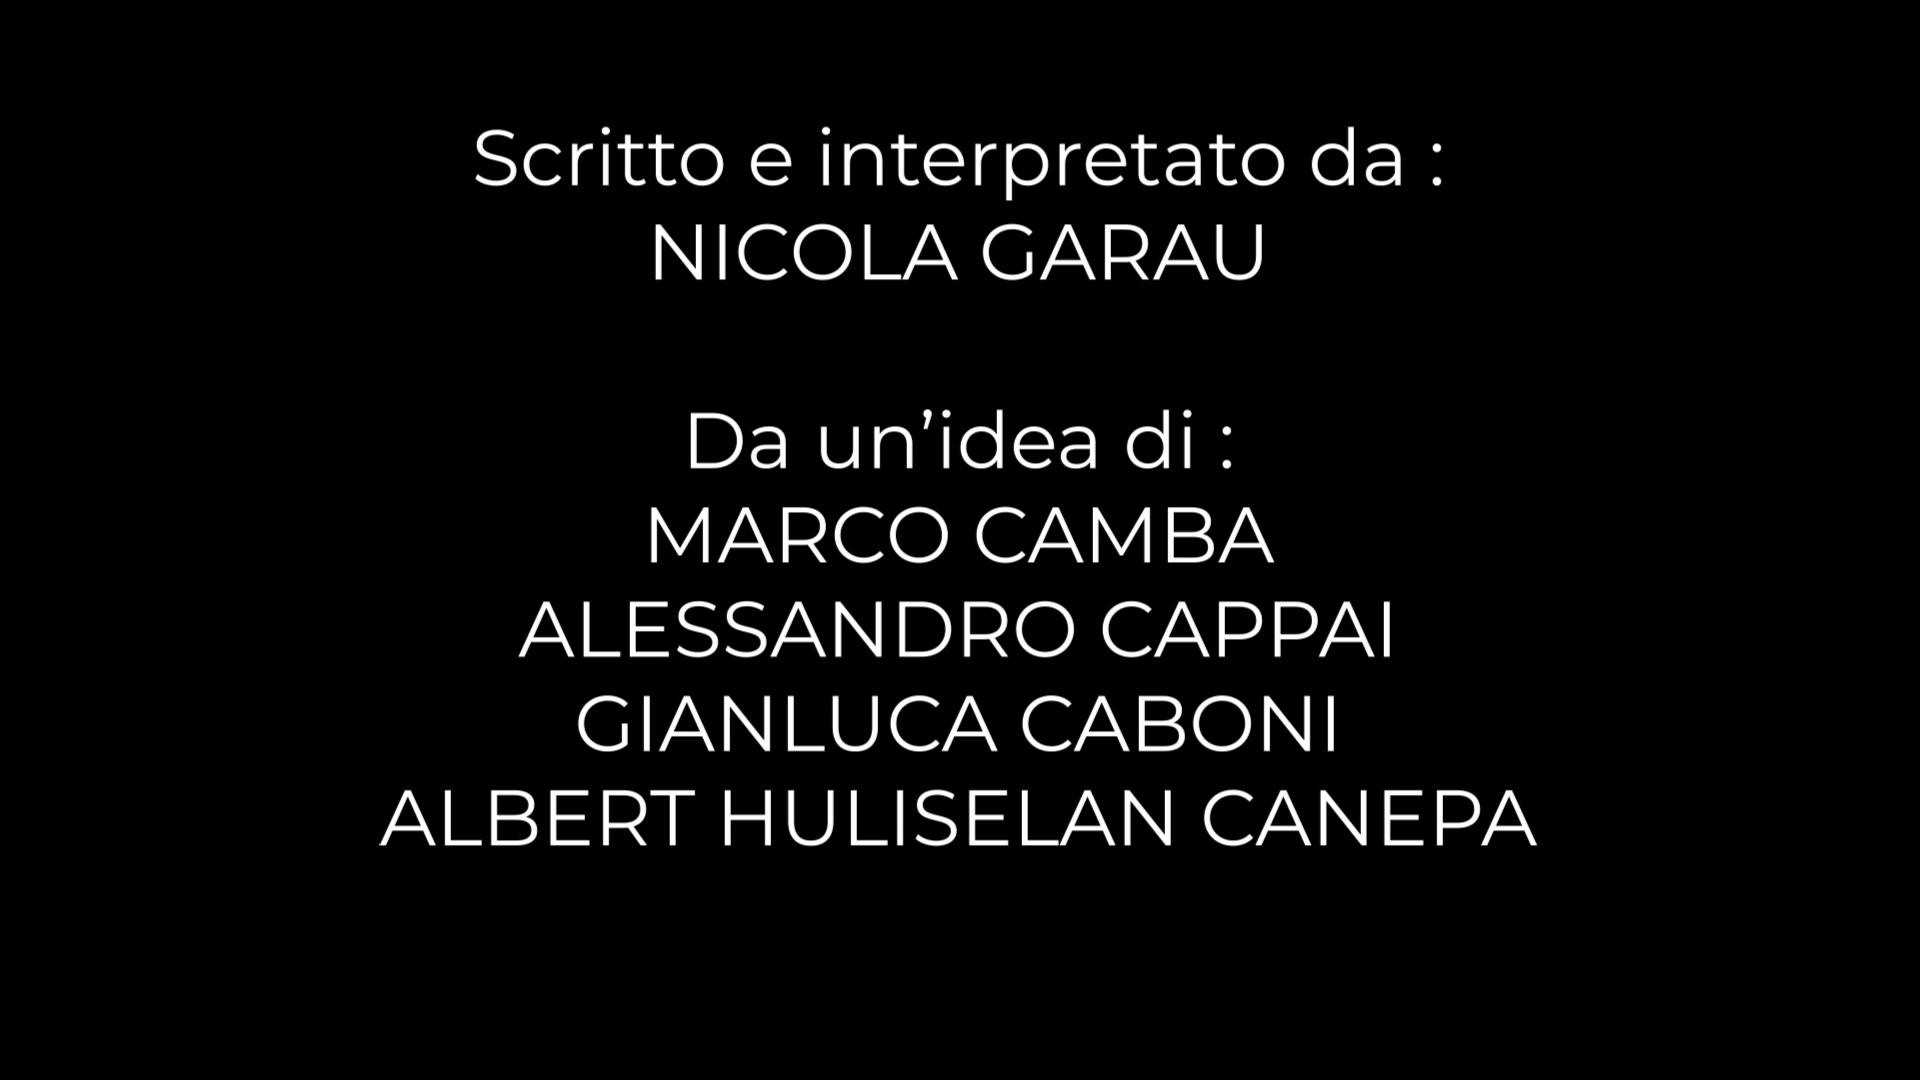 Scritto e interpretato da :
NICOLA GARAU
Da un’idea di :
MARCO CAMBA
ALESSANDRO CAPPAI
GIANLUCA CABONI
ALBERT HULISELAN CANEPA